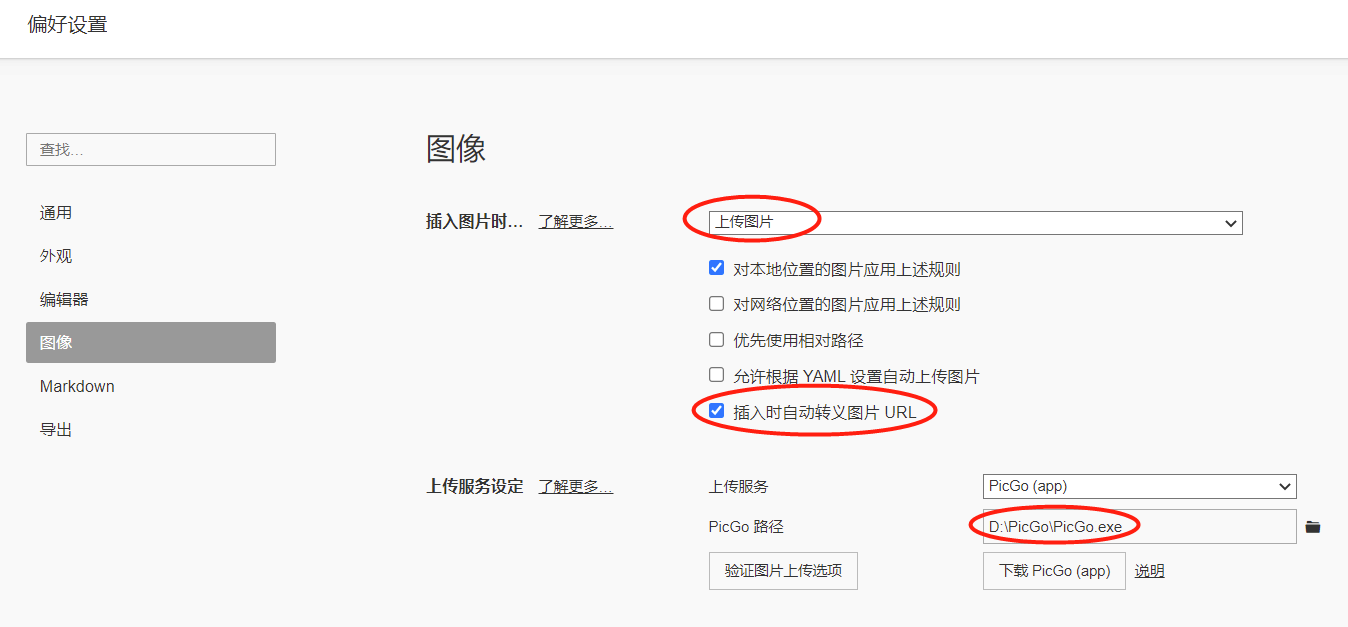 偏好设置
查找...
通用
外观
编辑器
图像
Markdown
导出
图像
插入图片时... 了解更多...
上传图片
对本地位置的图片应用上述规则
对网络位置的图片应用上述规则
优先使用相对路径
允许根据 YAML 设置自动上传图片
插入时自动转义图片 URL
上传服务设定 了解更多...
上传服务 PicGo (app)
PicGo 路径 D:\PicGo\PicGo.exe
验证图片上传选项 下载 PicGo (app) 说明